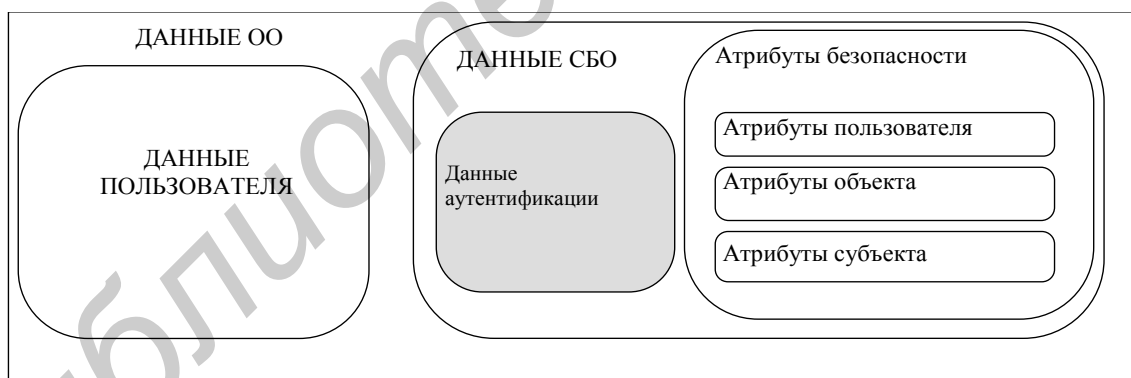 ДАННЫЕ ОО
ДАННЫЕ
ПОЛЬЗОВАТЕЛЯ
ДАННЫЕ СБО
Данные
аутентификации
Атрибуты безопасности
Атрибуты пользователя
Атрибуты объекта
Атрибуты субъекта